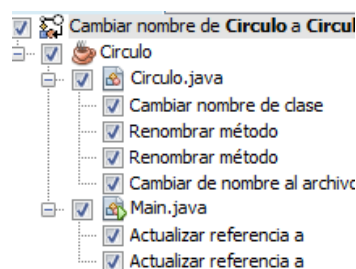 Cambiar nombre de Circulo a Circul
Circulo
Circulo.java
Cambiar nombre de clase
Renombrar método
Renombrar método
Cambiar de nombre al archivo
Main.java
Actualizar referencia a
Actualizar referencia a